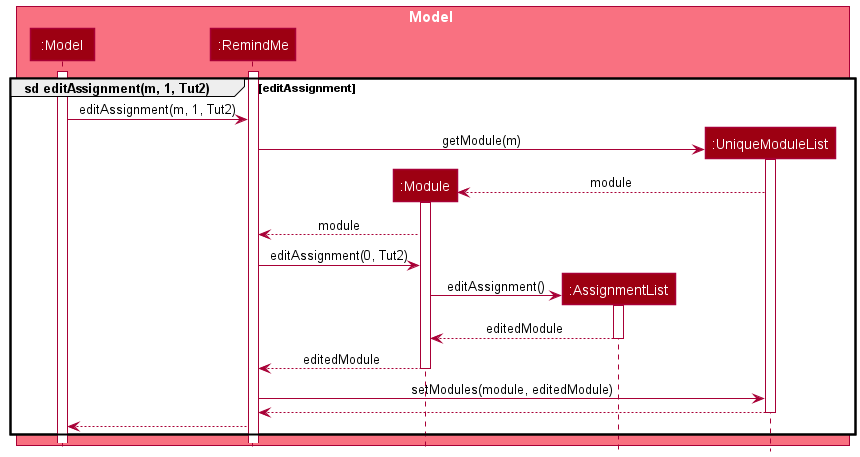 Model
:Model
:RemindMe
sd editAssignment(m, 1, Tut2)
[editAssignment]
editAssignment(m, 1, Tut2)
getModule(m)
:UniqueModuleList
:Module
module
module
editAssignment(0, Tut2)
editAssignment()
:AssignmentList
editedModule
editedModule
setModules(module, editedModule)